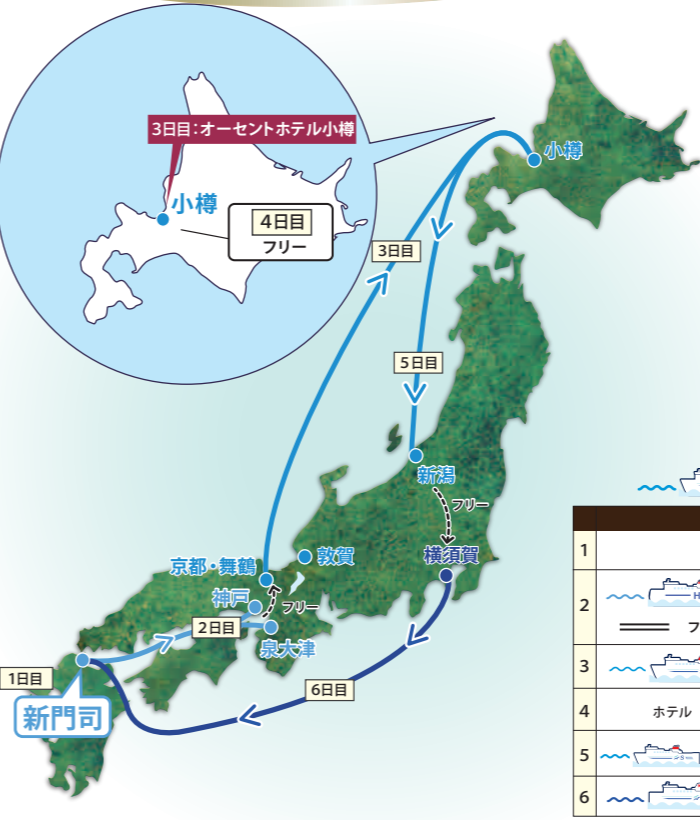 3日目：オーセントホテル小樽
小樽
4日目
フリー
小樽
3日目
5日目
新潟
フリー
横須賀
京都・舞鶴
敦賀
神戸
フリー
2日目
泉大津
1日目
新門司
6日目
1
2
フ
3
4
ホテル
5
6